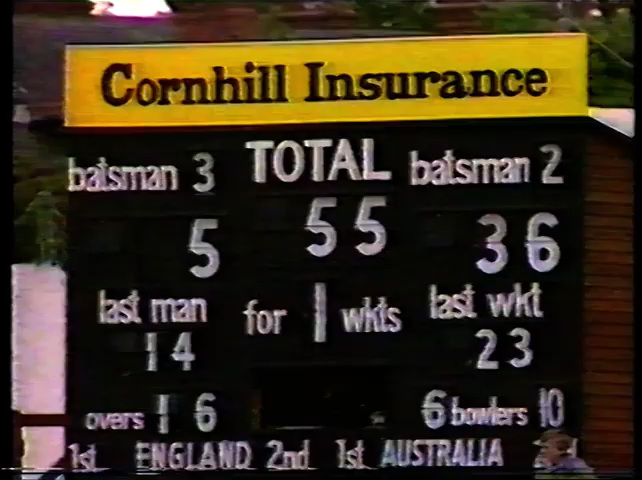 Cornhill Insurance
batsman 3 TOTAL batsman 2
5 55 36
last man for 1 wkts last wkt
14 23
overs 16 6 bowlers 10
1st ENGLAND 2nd 1st AUSTRALIA